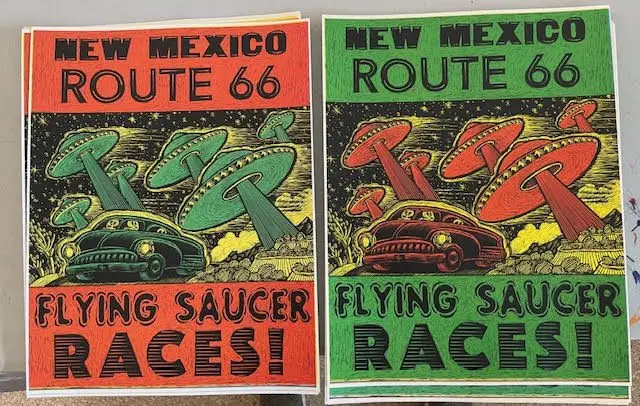 NEW MEXICO
ROUTE 66
FLYING SAUCER
RACES!
NEW MEXICO
ROUTE 66
FLYING SAUCER
RACES!